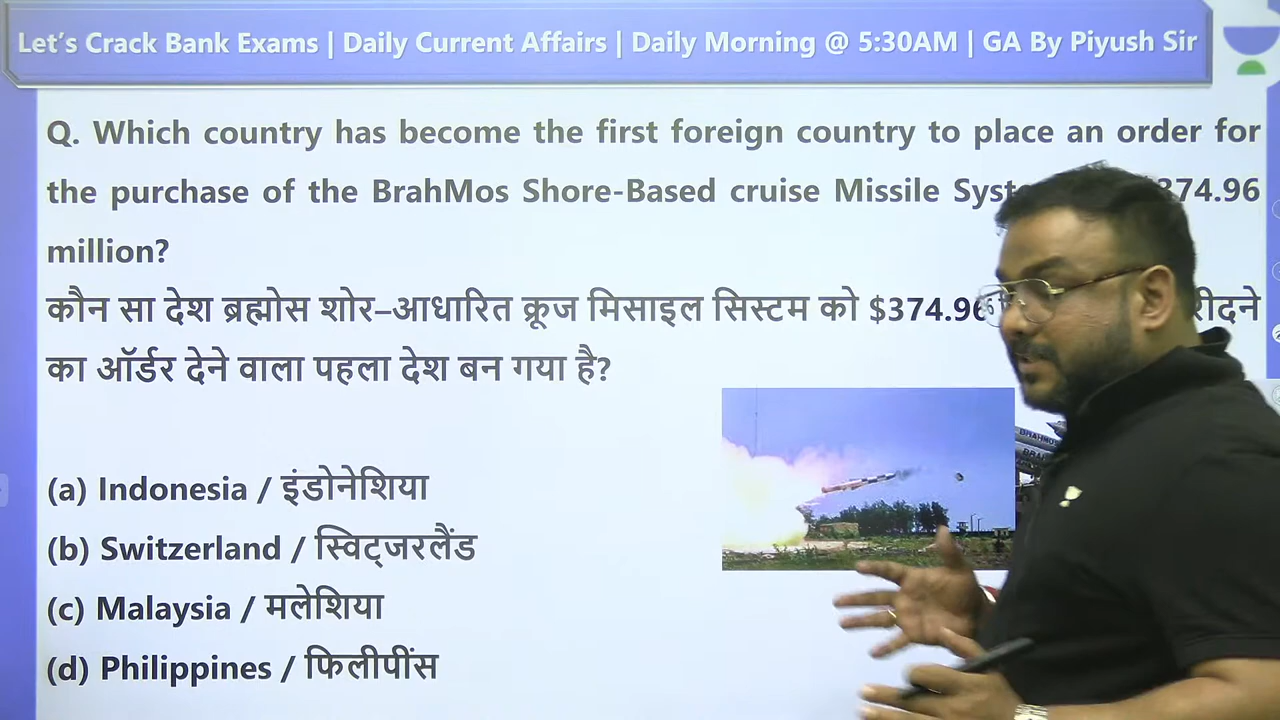 Let's Crack Bank Exams | Daily Current Affairs | Daily Morning @ 5:30AM | GA By Piyush Sir
Q. Which country has become the first foreign country to place an order for
the purchase of the BrahMos Shore-Based cruise Missile 374.96
million?
कौन सा देश ब्रह्मोस शोर–आधारित क्रूज मिसाइल सिस्टम को $374.96
का ऑर्डर देने वाला पहला देश बन गया है?
BRAHMOS
(a) Indonesia / इंडोनेशिया
(b) Switzerland / स्विट्जरलैंड
(c) Malaysia / मलेशिया
(d) Philippines / फिलीपींस